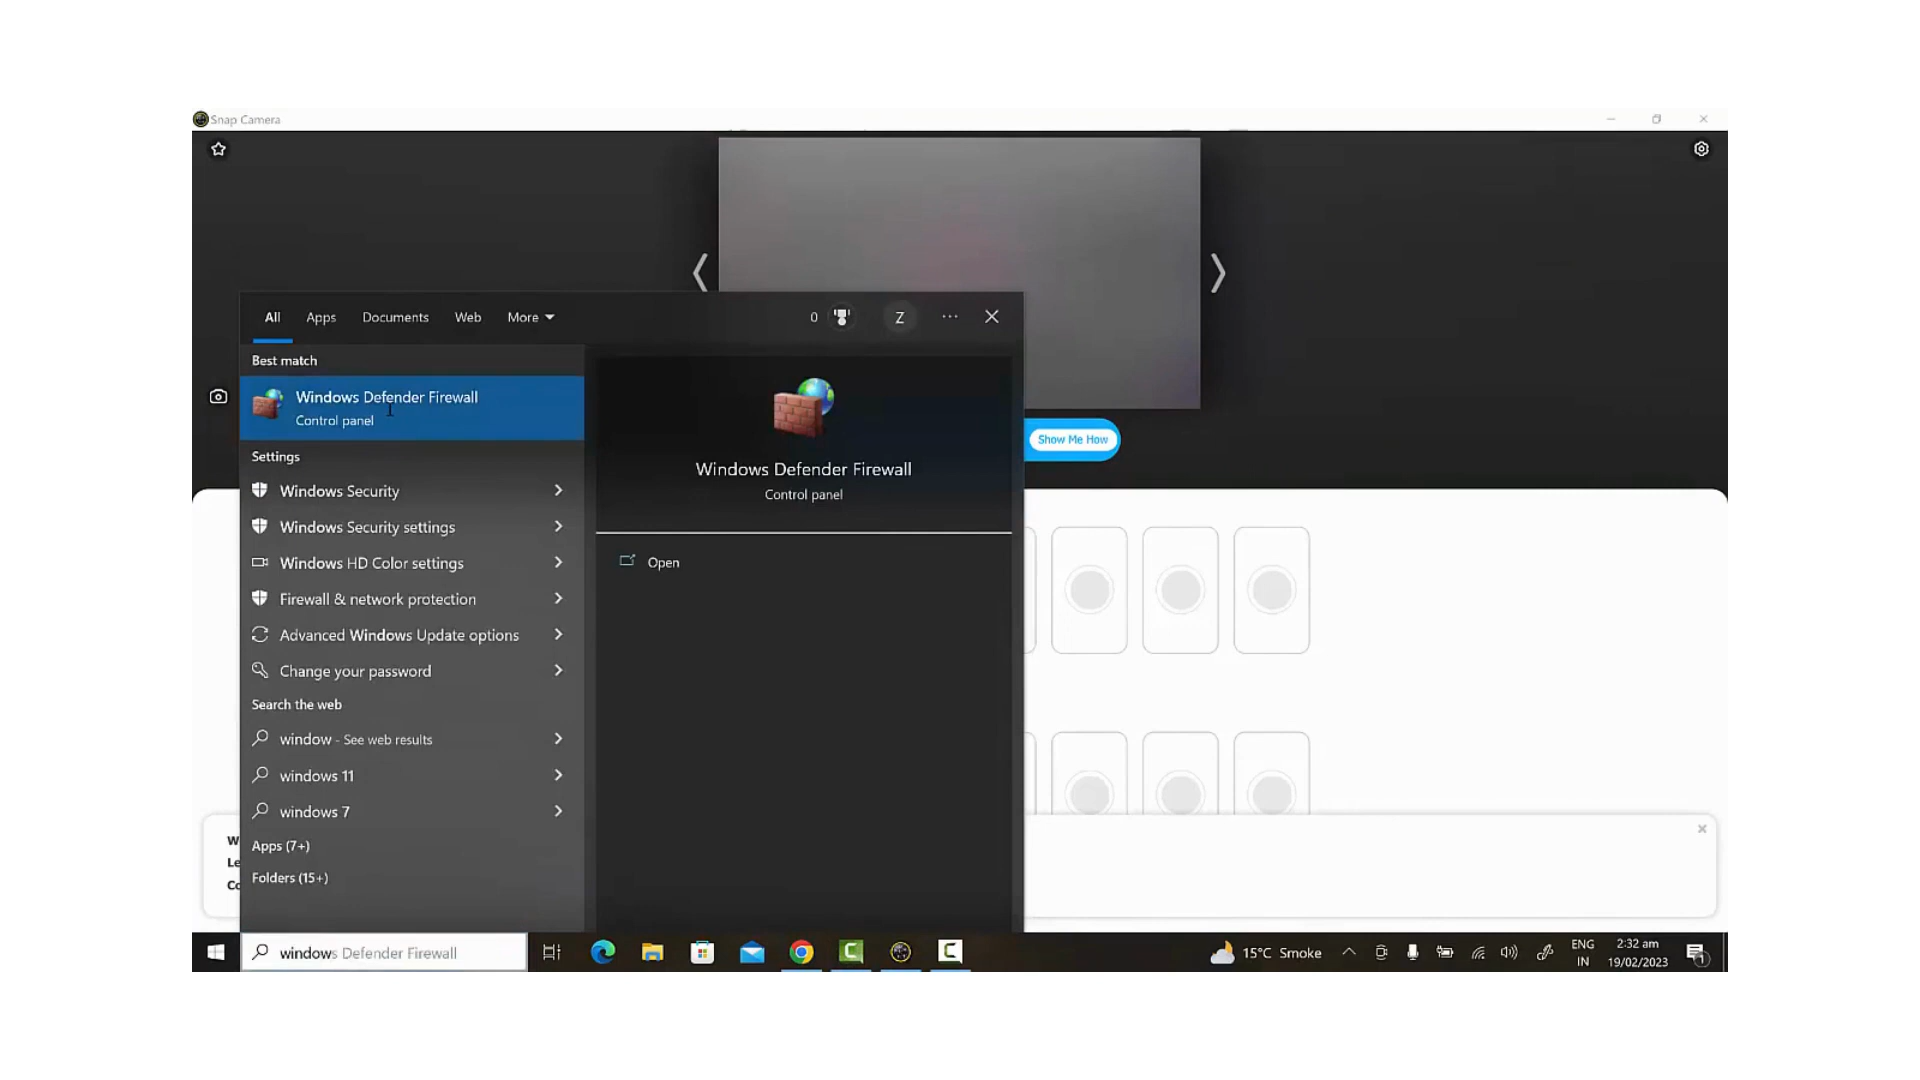 Snap Camera
All Apps Documents Web More 0 Z
Best match
Windows Defender Firewall
Control panel
Settings
Windows Security
Windows Security settings
Windows HD Color settings
Firewall & network protection
Advanced Windows Update options
Change your password
Search the web
window - See web results
windows 11
windows 7
Apps (7+)
Folders (15+)
Windows Defender Firewall
Control panel
Open
Show Me How
W
Le
Co
windows Defender Firewall
15°C Smoke
ENG
IN
2:32 am
19/02/2023
1